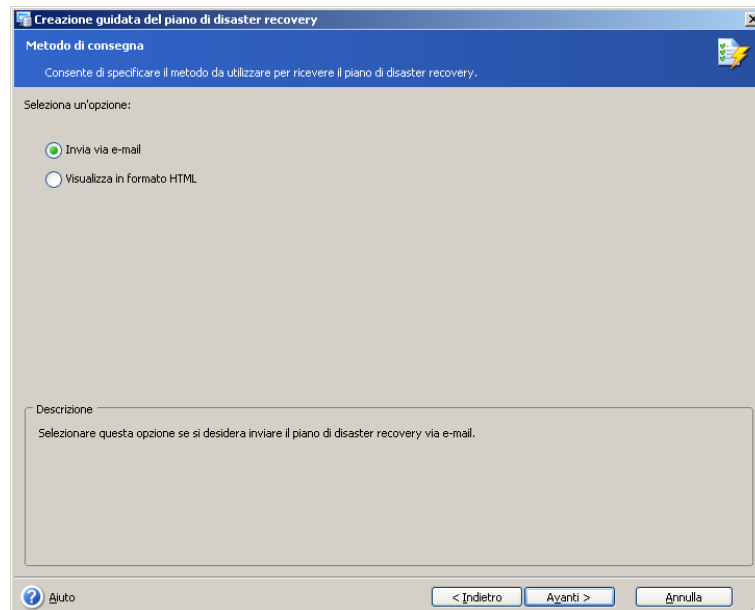 Creazione guidata del piano di disaster recovery
Metodo di consegna
Consente di specificare il metodo da utilizzare per ricevere il piano di disaster recovery.
Seleziona un'opzione:
Invia via e-mail
Visualizza in formato HTML
Descrizione
Selezionare questa opzione se si desidera inviare il piano di disaster recovery via e-mail.
? Aiuto
< Indietro
Avanti >
Annulla